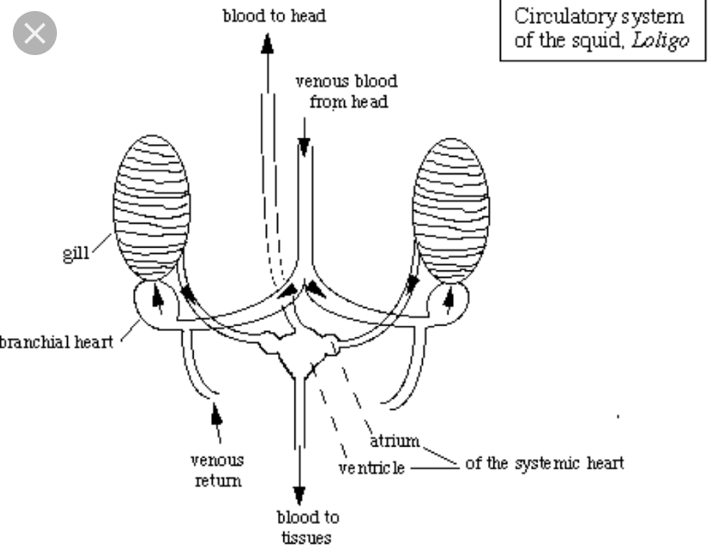 blood to head
Circulatory system
of the squid, Loligo
venous blood
from head
gill
branchial heart
atrium
ventricle
of the systemic heart
venous
return
blood to
tissues